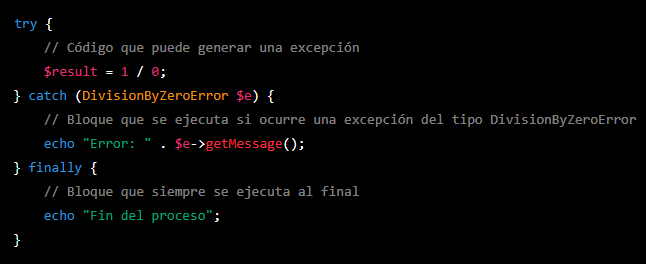 try {
    // Código que puede generar una excepción
    $result = 1 / 0;
} catch (DivisionByZeroError $e) {
    // Bloque que se ejecuta si ocurre una excepción del tipo DivisionByZeroError
    echo "Error: " . $e->getMessage();
} finally {
    // Bloque que siempre se ejecuta al final
    echo "Fin del proceso";
}